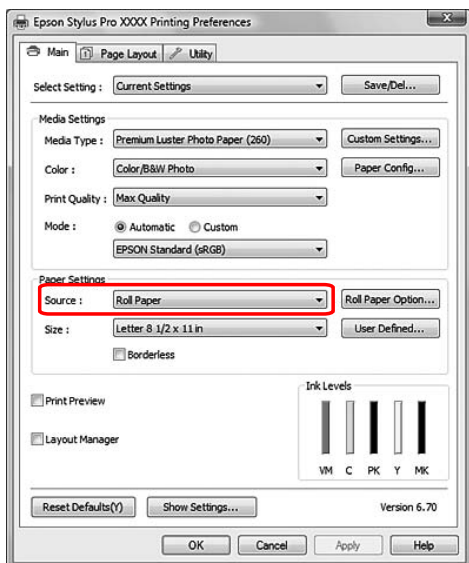 Epson Stylus Pro XXXX Printing Preferences
Main Page Layout Utility
Select Setting : Current Settings Save/Del...
Media Settings
Media Type : Premium Luster Photo Paper (260) Custom Settings...
Color : Color/B&W Photo Paper Config...
Print Quality : Max Quality
Mode : Automatic Custom
EPSON Standard (sRGB)
Paper Settings
Source : Roll Paper Roll Paper Option...
Size : Letter 8 1/2 x 11 in User Defined...
Borderless
Print Preview
Layout Manager
Ink Levels
VM C PK Y MK
Reset Defaults(Y) Show Settings... Version 6.70
OK Cancel Apply Help